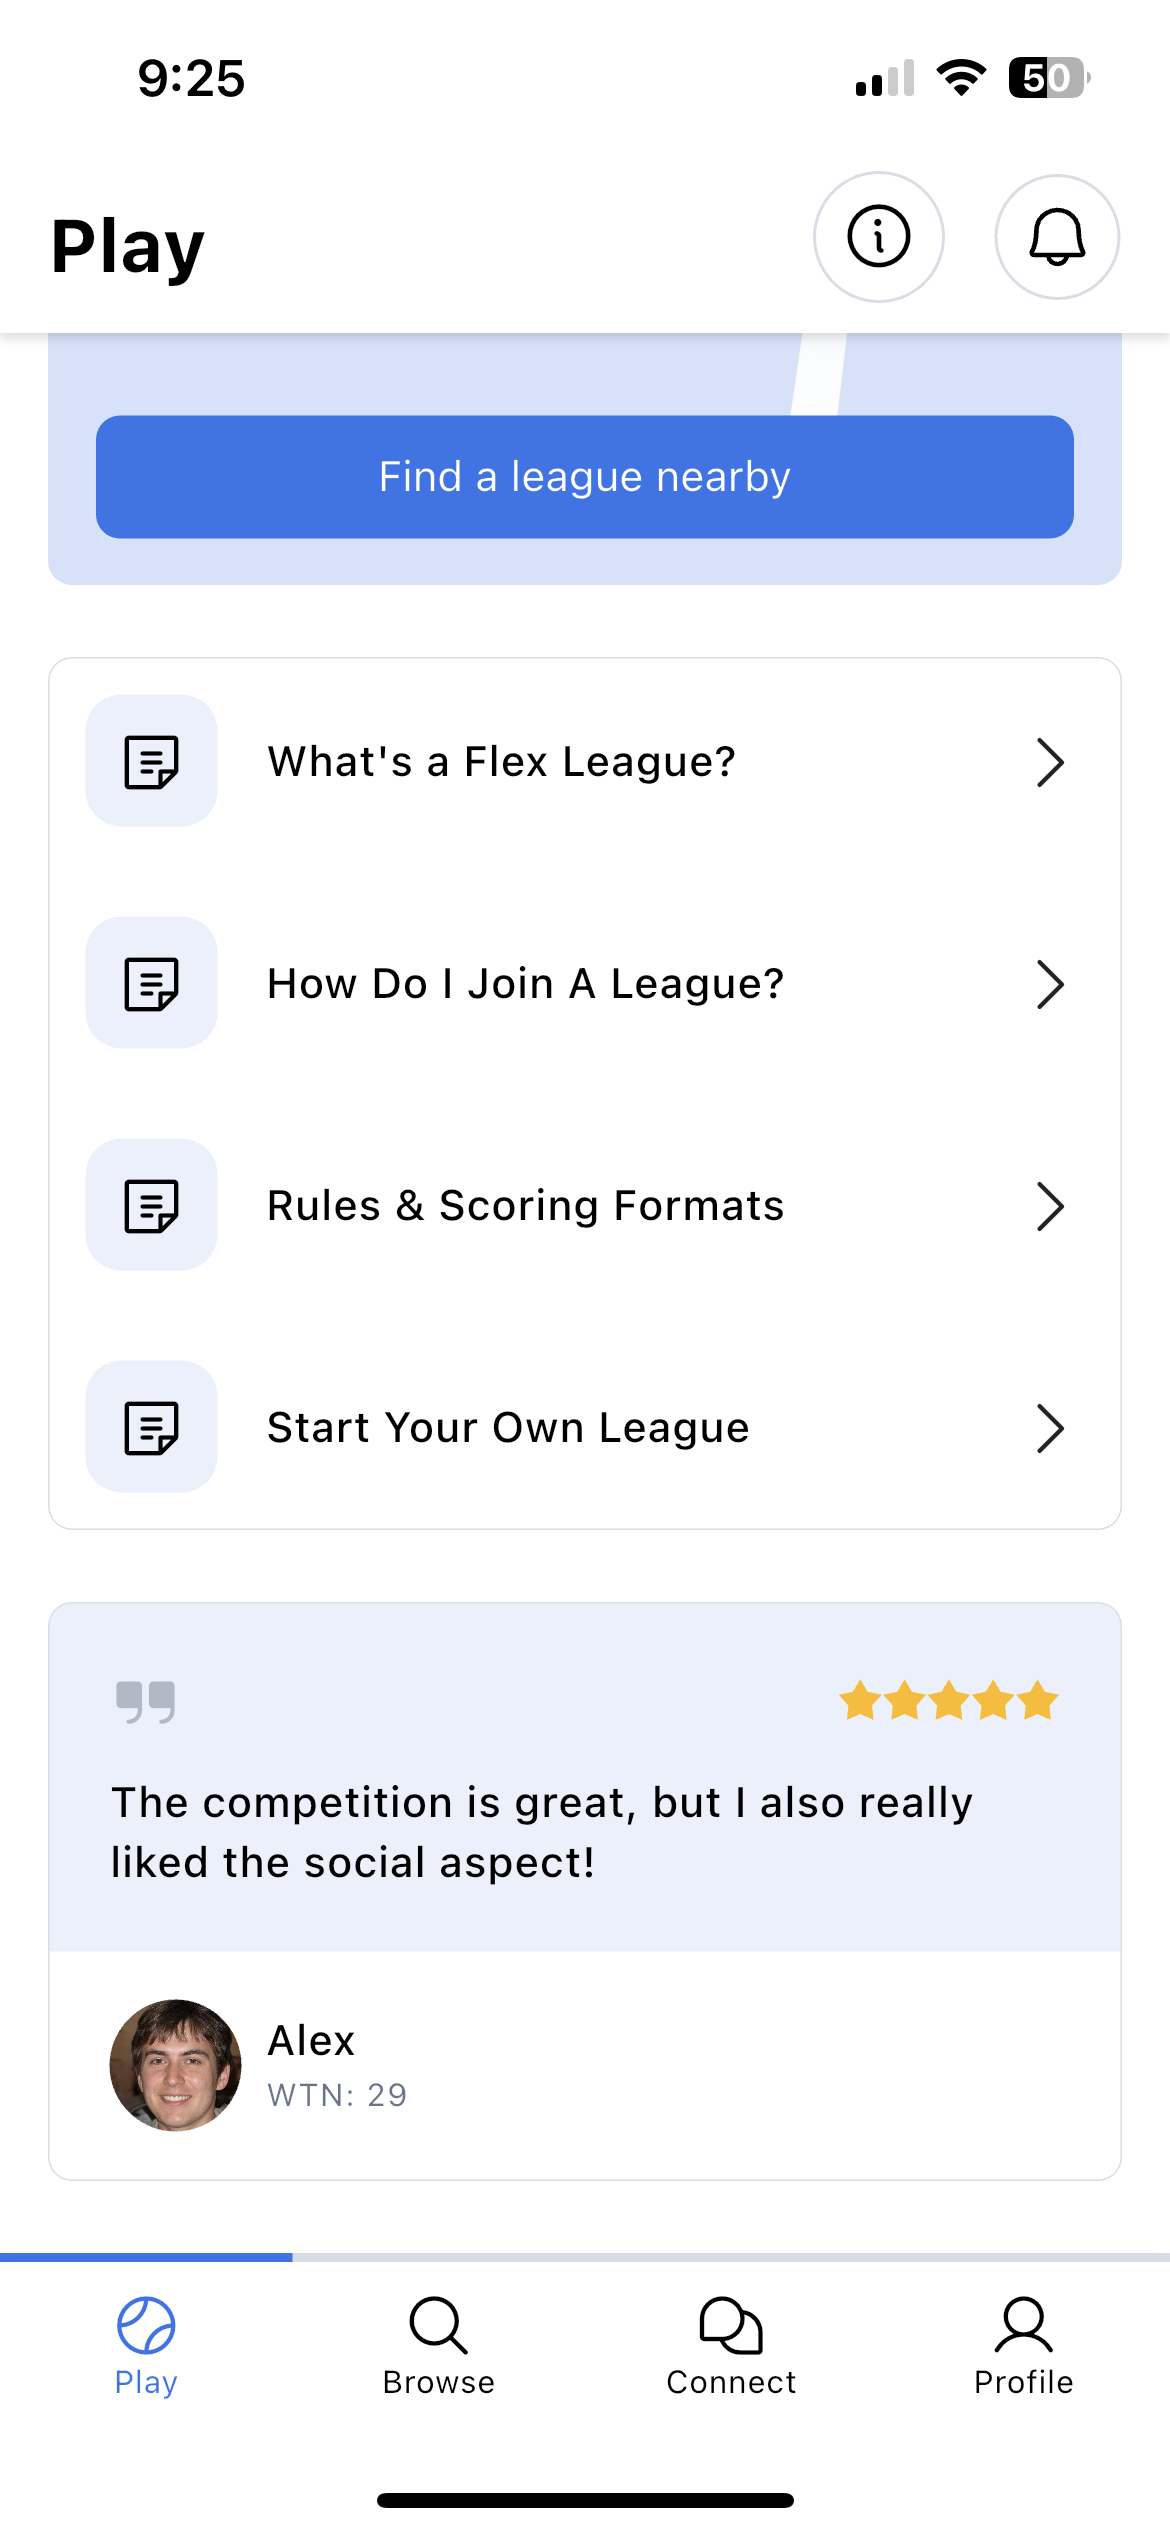 9:25
50
Play
Find a league nearby
What's a Flex League?
How Do I Join A League?
Rules & Scoring Formats
Start Your Own League
The competition is great, but I also really
liked the social aspect!
Alex
WTN: 29
Play
Browse
Connect
Profile